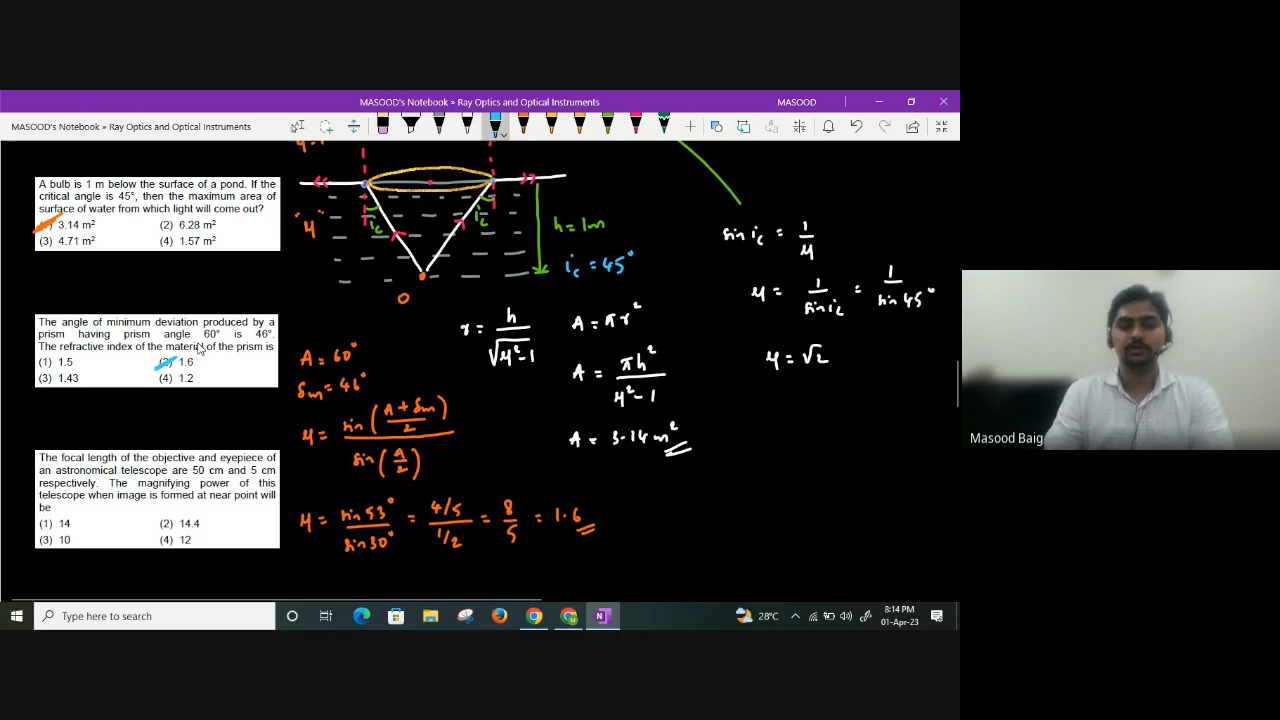 MASOOD's Notebook » Ray Optics and Optical Instruments
MASOOD
MASOOD's Notebook » Ray Optics and Optical Instruments
A bulb is 1 m below the surface of a pond. If the
critical angle is 45°, then the maximum area of
surface of water from which light will come out?
3.14 m²
(2) 6.28 m²
(3) 4.71 m²
(4) 1.57 m²
"μ"
ic
ic
h = 1m
ic = 45°
O
sin ic = 1/μ
μ = 1/sin ic = 1/sin 45°
μ = √2
r = h/√μ²-1
A = πr²
A = πh²/μ²-1
A = 3.14 m²
The angle of minimum deviation produced by a
prism having prism angle 60° is 46°.
The refractive index of the material of the prism is
(1) 1.5
(2) 1.6
(3) 1.43
(4) 1.2
A = 60°
δm = 46°
μ = sin(A + δm/2)/sin(A/2)
μ = sin 53°/sin 30° = 4/5/1/2 = 8/5 = 1.6
The focal length of the objective and eyepiece of
an astronomical telescope are 50 cm and 5 cm
respectively. The magnifying power of this
telescope when image is formed at near point will
be
(1) 14
(2) 14.4
(3) 10
(4) 12
Masood Baig
Type here to search
28°C
8:14 PM
01-Apr-23